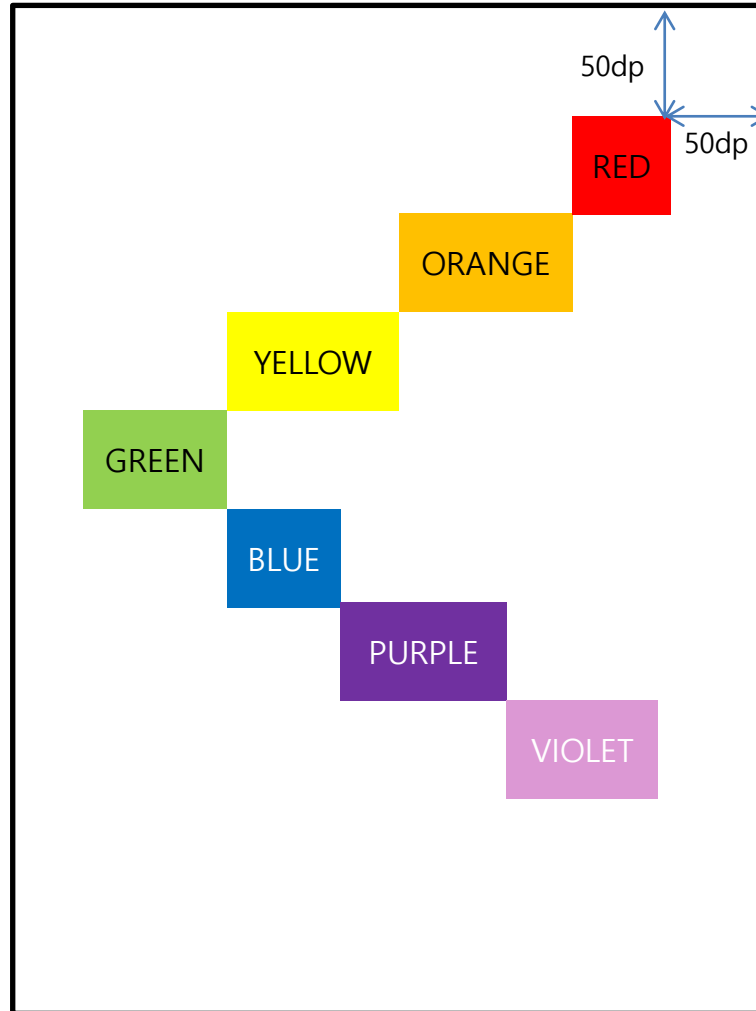 50dp
50dp
RED
ORANGE
YELLOW
GREEN
BLUE
PURPLE
VIOLET